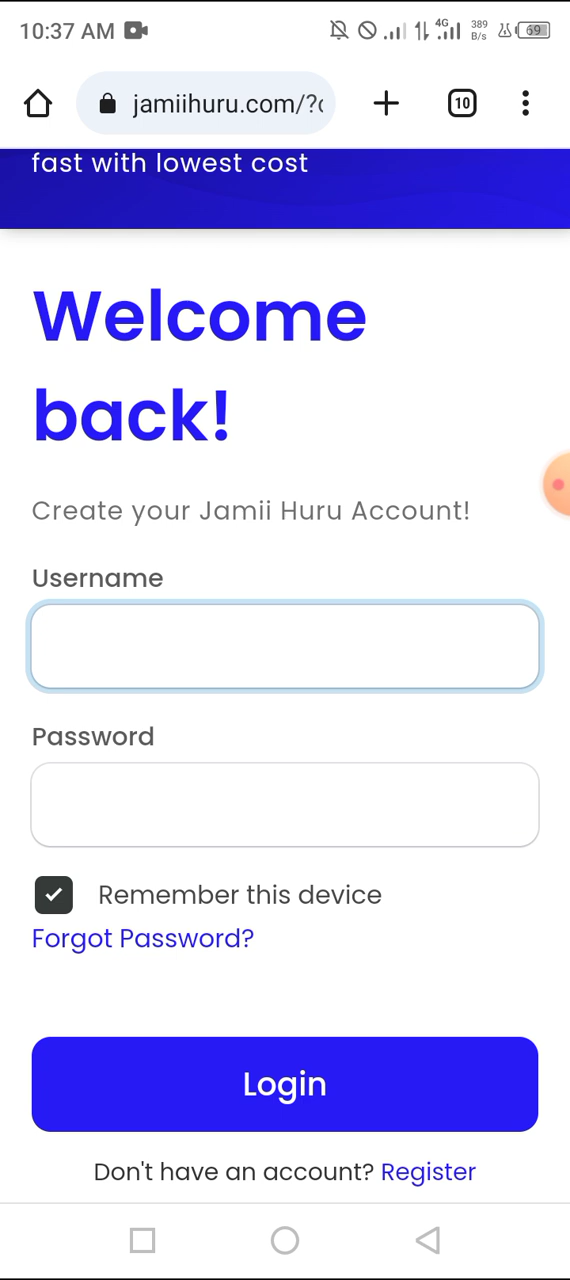 10:37 AM 4G 389 B/s 69
jamiihuru.com/? 10
fast with lowest cost
Welcome
back!
Create your Jamii Huru Account!
Username
Password
Remember this device
Forgot Password?
Login
Don't have an account? Register